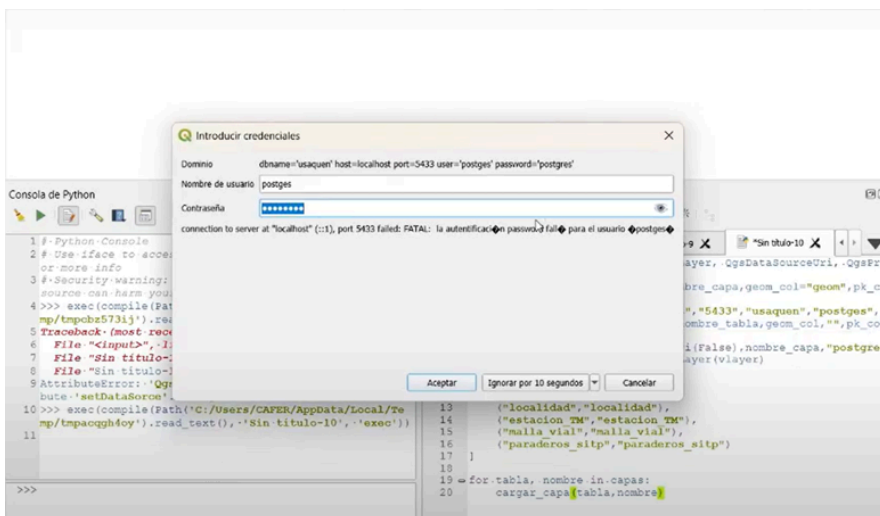 Introducir credenciales
Dominio dbname='usaquen' host=localhost port=5433 user='postges' password='postgres'
Nombre de usuario postges
Contraseña ••••••••
connection to server at "localhost" (::1), port 5433 failed: FATAL: la autentificaci�n password fall� para el usuario �postges�
Aceptar Ignorar por 10 segundos Cancelar
Consola de Python
1 #·Python·Console
2 #·Use·iface·to·acce
or·more·info
3 #·Security·warning:
source·can·harm·you
4 >>> exec(compile(Pat
mp/tmpcbz573ij').rea
5 Traceback·(most·rece
6 File·"<input>",·li
7 File·"Sin título-
8 File·"Sin título-
9 AttributeError:·'Qgs
bute·'setDataSorce'
10 >>> exec(compile(Path('C:/Users/CAFER/AppData/Local/Te
mp/tmpaoqgh4oy').read_text(),·'Sin·título-10',·'exec'))
11
>>>
-9 *Sin título-10
ayer,·QgsDataSourceUri,·QgsPr
bre_capa,geom_col="geom",pk_c
","5433","usaquen","postges",
ombre_tabla,geom_col,"",pk_co
i(False),nombre_capa,"postgre
ayer(vlayer)
13 ("localidad","localidad"),
14 ("estacion_TM","estacion_TM"),
15 ("malla_vial","malla_vial"),
16 ("paraderos_sitp","paraderos_sitp")
17 ]
18
19 for·tabla,·nombre·in·capas:
20 cargar_capa(tabla,nombre)